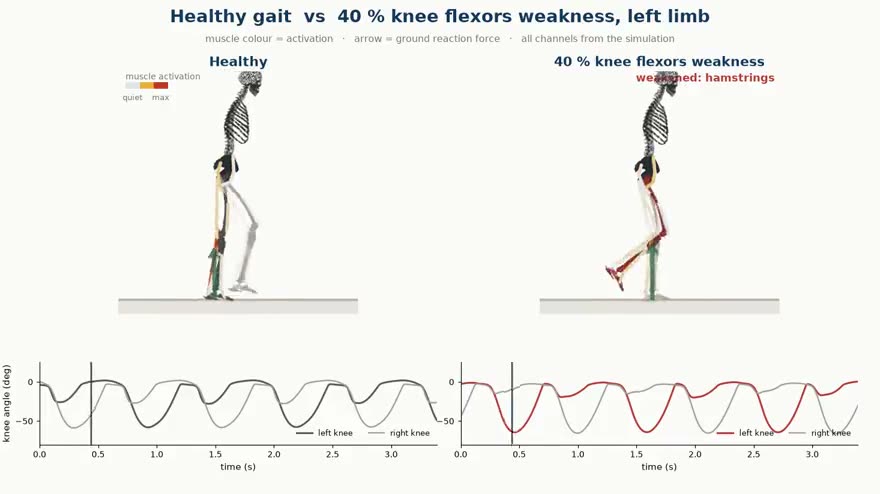 Healthy gait vs 40 % knee flexors weakness, left limb
muscle colour = activation · arrow = ground reaction force · all channels from the simulation
Healthy
40 % knee flexors weakness
muscle activation
quiet max
weakened: hamstrings
knee angle (deg)
0
−50
0.0 0.5 1.0 1.5 2.0 2.5 3.0
time (s)
left knee right knee
0
−50
0.0 0.5 1.0 1.5 2.0 2.5 3.0
time (s)
left knee right knee